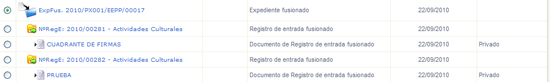 ExpFus. 2010/PX001/EEPP/00017 Expediente fusionado 22/09/2010
NºRegE: 2010/00281 - Actividades Culturales Registro de entrada fusionado 22/09/2010
CUADRANTE DE FIRMAS Documento de Registro de entrada fusionado 22/09/2010 Privado
NºRegE: 2010/00282 - Actividades Culturales Registro de entrada fusionado 22/09/2010
PRUEBA Documento de Registro de entrada fusionado 22/09/2010 Privado